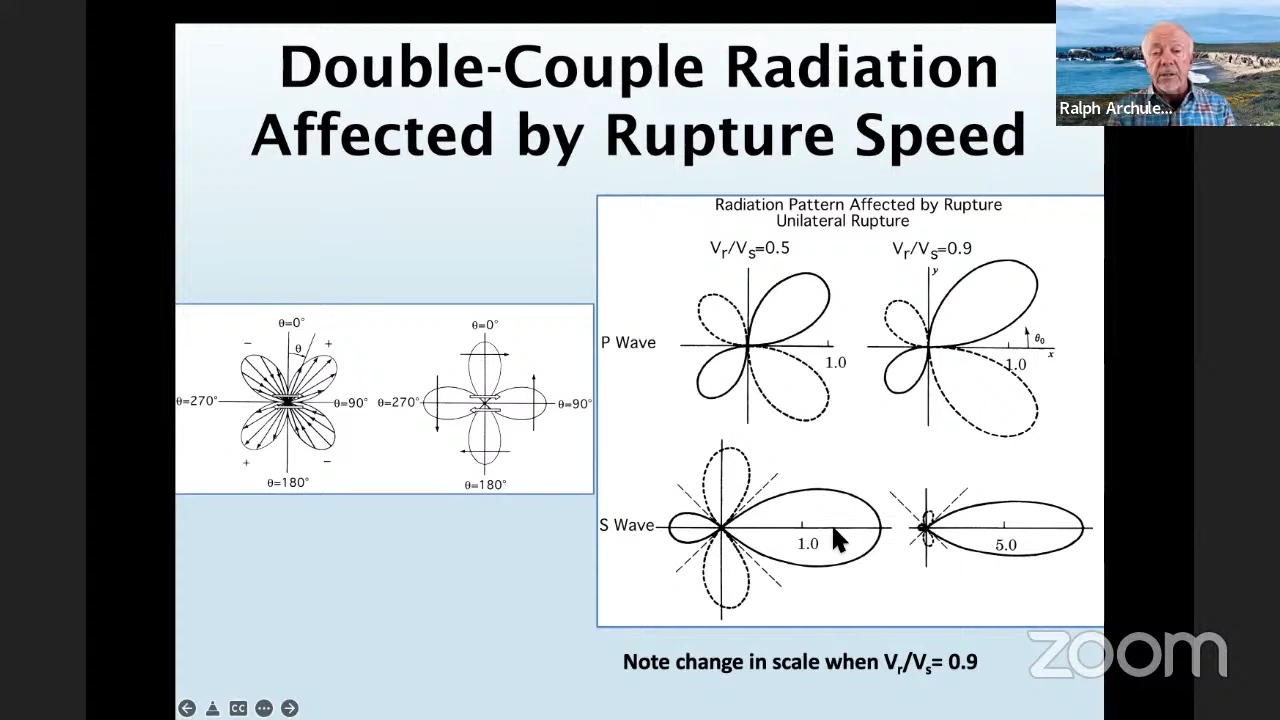 Double-Couple Radiation
Affected by Rupture Speed
Ralph Archule...
Radiation Pattern Affected by Rupture
Unilateral Rupture
Vr/Vs=0.5
Vr/Vs=0.9
y
P Wave
1.0
θ₀
x
1.0
θ=0°
θ
−
+
θ=270°
θ=90°
+
−
θ=180°
θ=0°
θ=270°
θ=90°
θ=180°
S Wave
1.0
5.0
Note change in scale when Vr/Vs= 0.9
zoom
CC